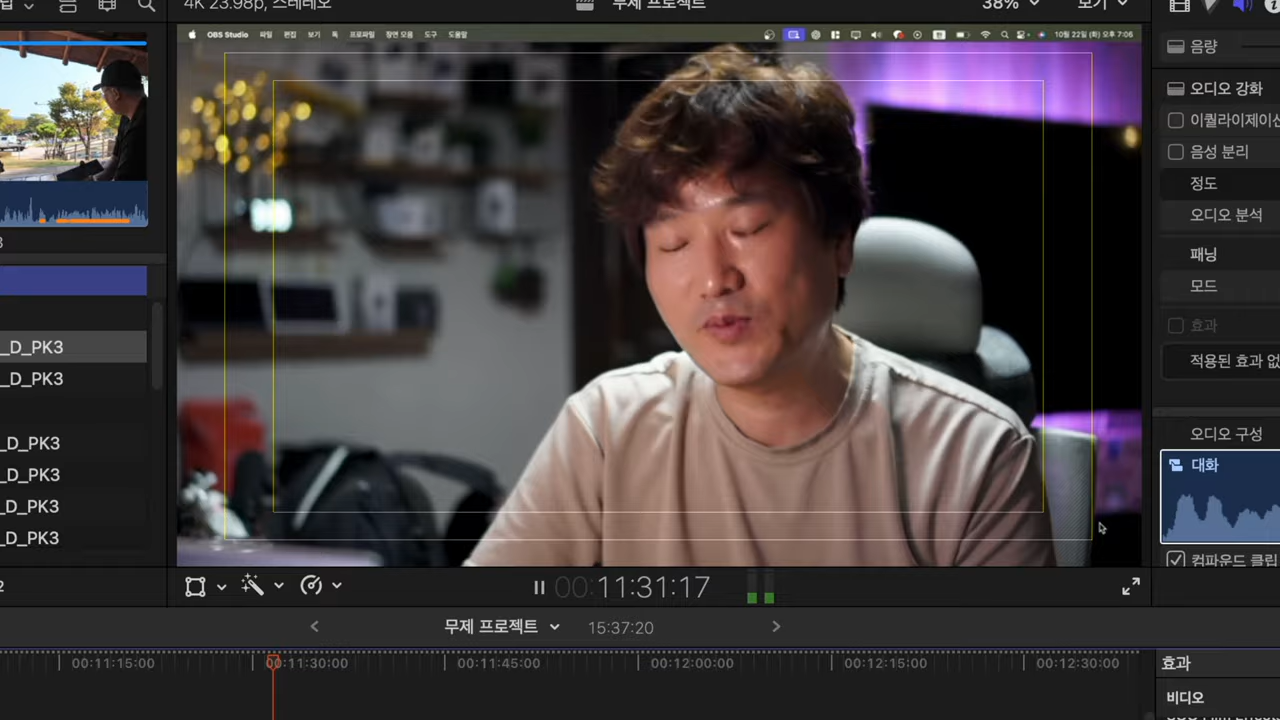 4K 23.98p, 스테레오
무제 프로젝트
38%
보기
OBS Studio 파일 편집 보기 독 프로파일 장면 모음 도구 도움말
10월 22일 (화) 오후 7:06
음량
오디오 강화
이퀄라이제이션
음성 분리
정도
오디오 분석
패닝
모드
효과
적용된 효과 없
오디오 구성
대화
컴파운드 클립
3
_D_PK3
_D_PK3
_D_PK3
_D_PK3
_D_PK3
_D_PK3
2
00:11:31:17
무제 프로젝트
15:37:20
00:11:15:00
00:11:30:00
00:11:45:00
00:12:00:00
00:12:15:00
00:12:30:00
효과
비디오